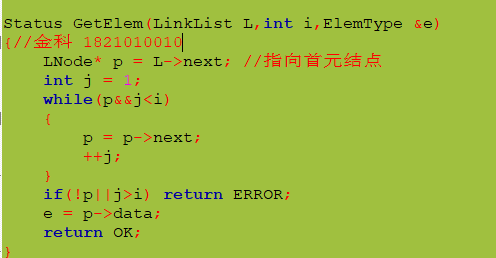 Status GetElem(LinkList L,int i,ElemType &e)
{//金科 1821010010
    LNode* p = L->next; //指向首元结点
    int j = 1;
    while(p&&j<i)
    {
        p = p->next;
        ++j;
    }
    if(!p||j>i) return ERROR;
    e = p->data;
    return OK;
}